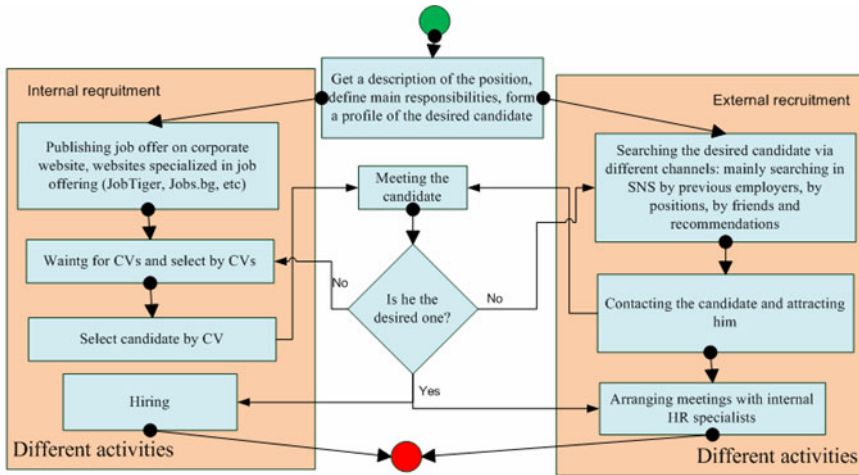 Get a description of the position,
define main responsibilities, form
a profile of the desired candidate
Internal reqruitment
Publishing job offer on corporate
website, websites specialized in job
offering (JobTiger, Jobs.bg, etc)
Waintg for CVs and select by CVs
Select candidate by CV
Hiring
Different activities
Meeting the
candidate
Is he the
desired one?
No
No
Yes
External recruitment
Searching the desired candidate via
different channels: mainly searching in
SNS by previous employers, by
positions, by friends and
recommendations
Contacting the candidate and attracting
him
Arranging meetings with internal
HR specialists
Different activities